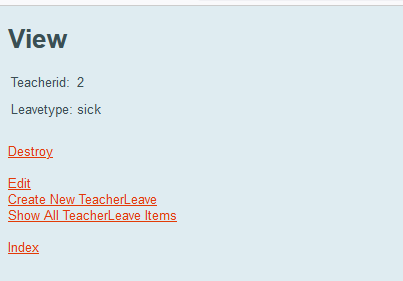 View
Teacherid: 2
Leavetype: sick
Destroy
Edit
Create New TeacherLeave
Show All TeacherLeave Items
Index